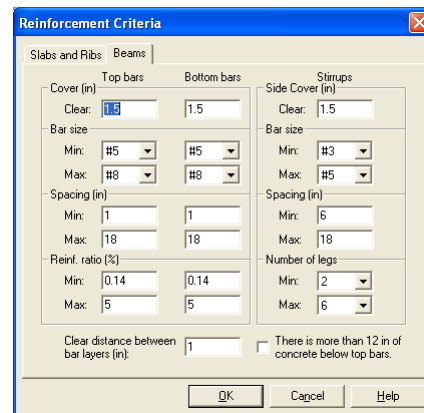 Reinforcement Criteria
Slabs and Ribs Beams
Top bars Bottom bars Stirrups
Cover (in) Side Cover (in)
Clear: 1.5 1.5 Clear: 1.5
Bar size Bar size
Min: #5 #5 Min: #3
Max: #8 #8 Max: #5
Spacing (in) Spacing (in)
Min: 1 1 Min: 6
Max: 18 18 Max: 18
Reinf. ratio (%) Number of legs
Min: 0.14 0.14 Min: 2
Max: 5 5 Max: 6
Clear distance between 1 There is more than 12 in of
bar layers (in): concrete below top bars.
OK Cancel Help